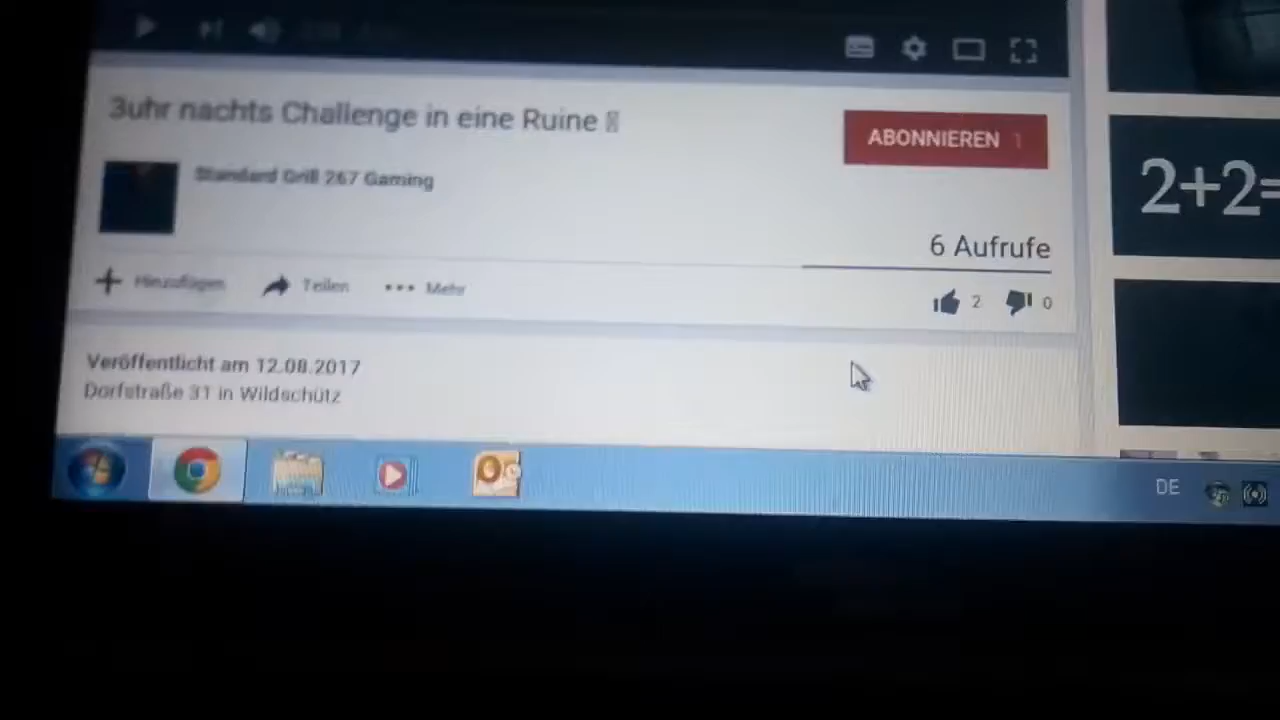 3uhr nachts Challenge in eine Ruine
ABONNIEREN 1
Standard Grill 267 Gaming
6 Aufrufe
Hinzufügen
Teilen
Mehr
2
0
Veröffentlicht am 12.08.2017
Dorfstraße 31 in Wildschütz
2+2=
DE